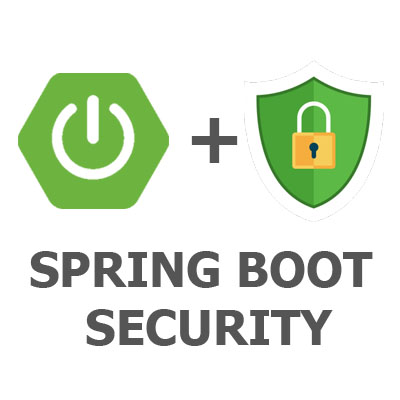 +
SPRING BOOT
SECURITY